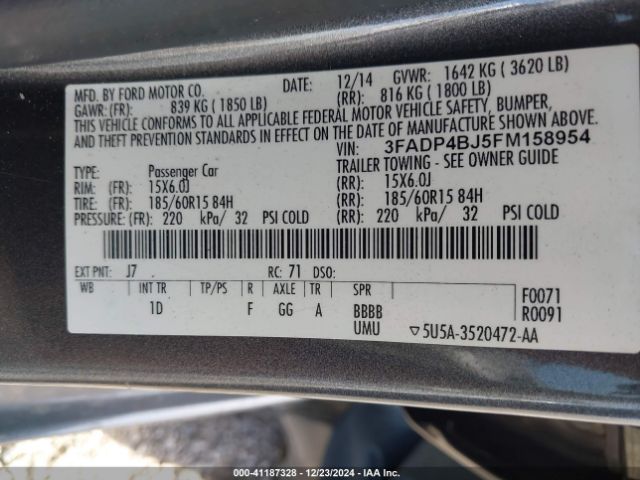 MFD. BY FORD MOTOR CO. DATE: 12/14 GVWR: 1642 KG ( 3620 LB)
GAWR: (FR): 839 KG ( 1850 LB) (RR): 816 KG ( 1800 LB)
THIS VEHICLE CONFORMS TO ALL APPLICABLE FEDERAL MOTOR VEHICLE SAFETY, BUMPER,
AND THEFT PREVENTION STANDARDS IN EFFECT ON THE DATE OF MANUFACTURE SHOWN ABOVE.
VIN: 3FADP4BJ5FM158954
TYPE: Passenger Car TRAILER TOWING - SEE OWNER GUIDE
RIM: (FR): 15X6.0J (RR): 15X6.0J
TIRE: (FR): 185/60R15 84H (RR): 185/60R15 84H
PRESSURE: (FR): 220 kPa/ 32 PSI COLD (RR): 220 kPa/ 32 PSI COLD
EXT PNT: J7 RC: 71 DSO:
WB INT TR TP/PS R AXLE TR SPR
1D F GG A BBBB
UMU
F0071
R0091
▽5U5A-3520472-AA
000-41187328 - 12/23/2024 - IAA Inc.